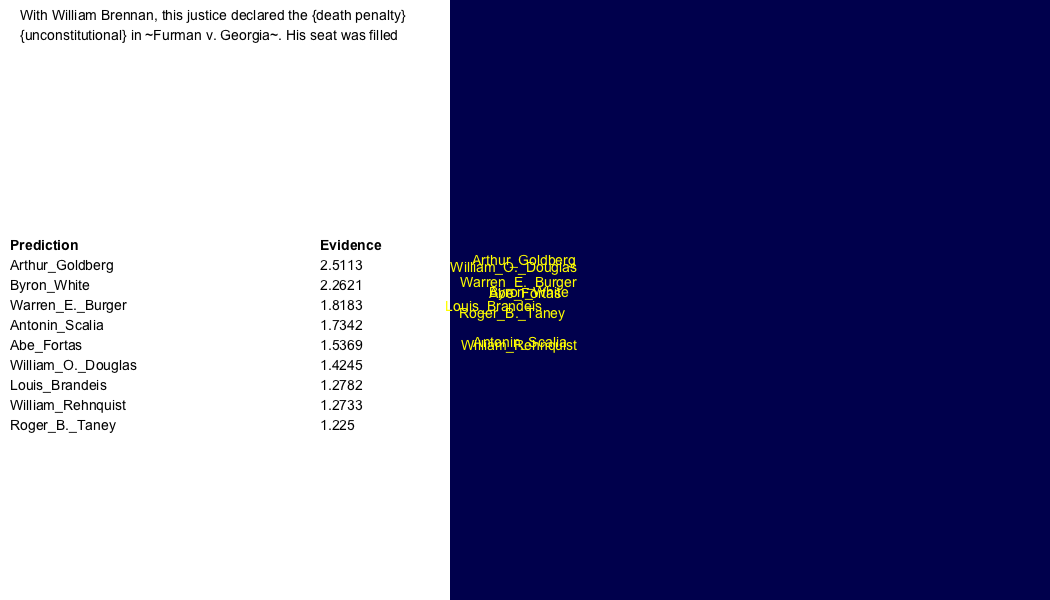 With William Brennan, this justice declared the {death penalty}
{unconstitutional} in ~Furman v. Georgia~. His seat was filled
Prediction Evidence
Arthur_Goldberg 2.5113
Byron_White 2.2621
Warren_E._Burger 1.8183
Antonin_Scalia 1.7342
Abe_Fortas 1.5369
William_O._Douglas 1.4245
Louis_Brandeis 1.2782
William_Rehnquist 1.2733
Roger_B._Taney 1.225
Arthur_Goldberg
William_O._Douglas
Warren_E._Burger
Byron_White
Abe_Fortas
Louis_Brandeis
Roger_B._Taney
Antonin_Scalia
William_Rehnquist